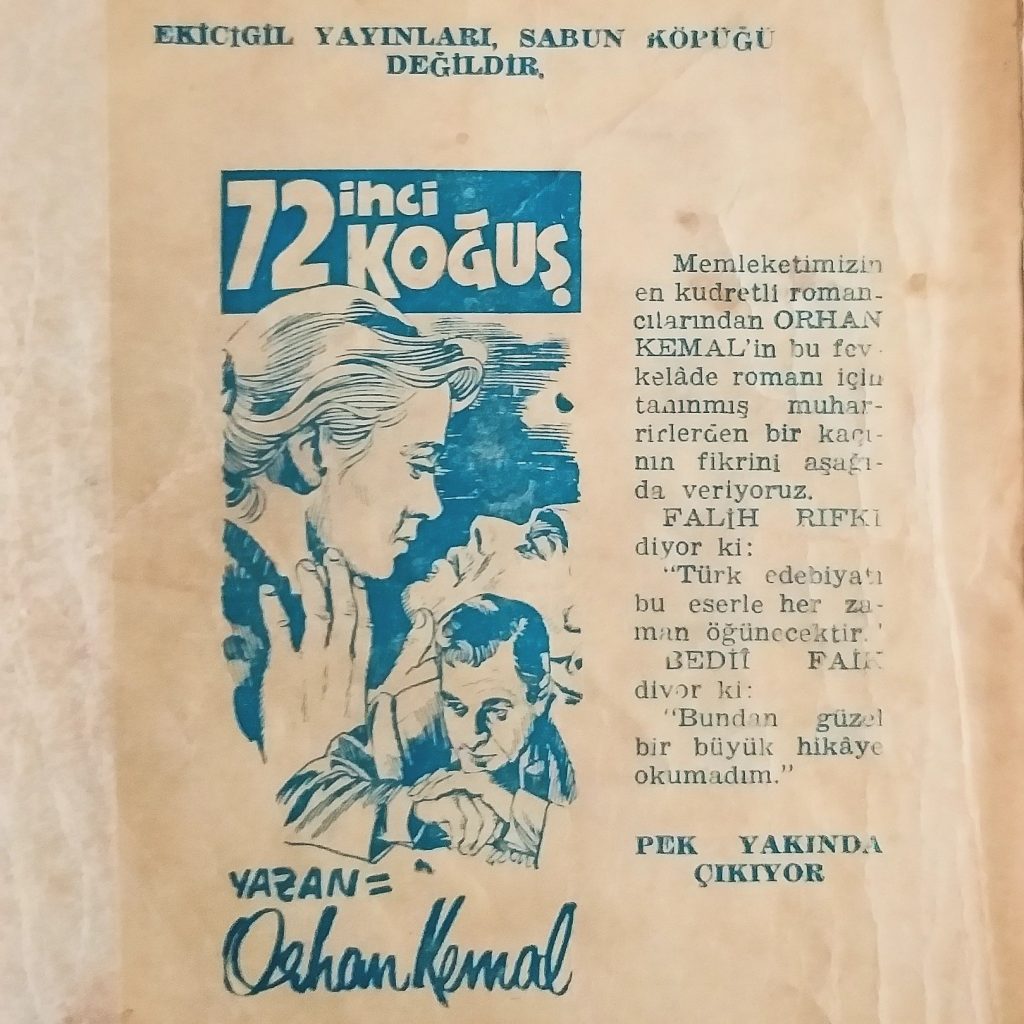 EKİCİGİL YAYINLARI, SABUN KÖPÜĞÜ
DEĞİLDİR,
72 inci
KOĞUŞ
Memleketimizin
en kudretli roman-
cılarından ORHAN
KEMAL'in bu fev-
kelâde romanı için
tanınmış muhar-
rirlerden bir kaçı-
nın fikrini aşağı-
da veriyoruz.
FALİH RIFKI
diyor ki:
"Türk edebiyatı
bu eserle her za-
man öğünecektir."
BEDİÎ FAİK
diyor ki:
"Bundan güzel
bir büyük hikâye
okumadım."
PEK YAKINDA
ÇIKIYOR
YAZAN =
Orhan Kemal